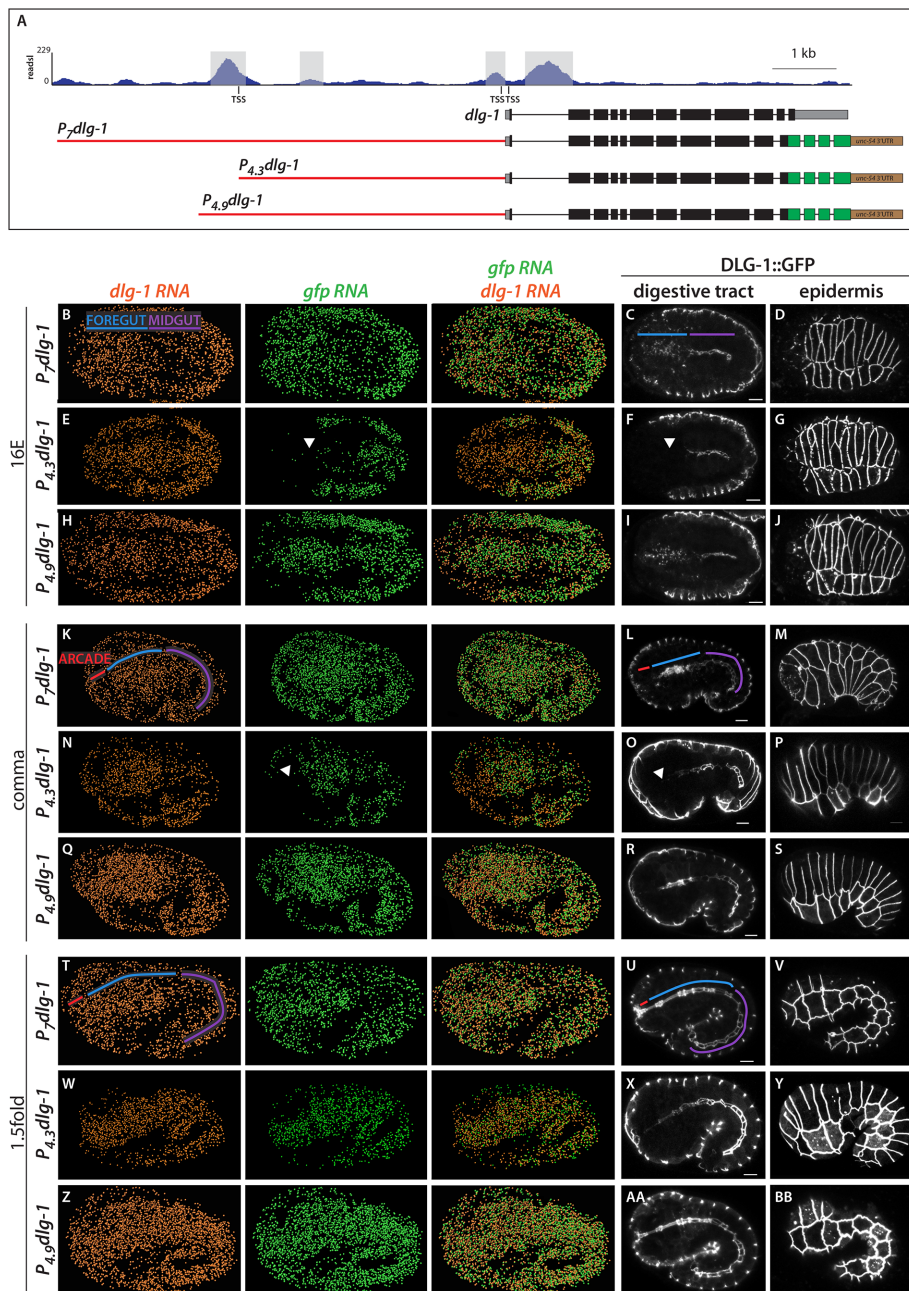 A
229
0
readsl
1 kb
TSS
TSS TSS
dlg-1
P7dlg-1
unc-54 3'UTR
P4.3dlg-1
unc-54 3'UTR
P4.9dlg-1
unc-54 3'UTR
dlg-1 RNA
gfp RNA
gfp RNA
dlg-1 RNA
DLG-1::GFP
digestive tract
epidermis
16E
P7dlg-1
B
FOREGUT MIDGUT
C
D
P4.3dlg-1
E
F
G
P4.9dlg-1
H
I
J
comma
P7dlg-1
K
ARCADE
L
M
P4.3dlg-1
N
O
P
P4.9dlg-1
Q
R
S
1.5fold
P7dlg-1
T
U
V
P4.3dlg-1
W
X
Y
P4.9dlg-1
Z
AA
BB